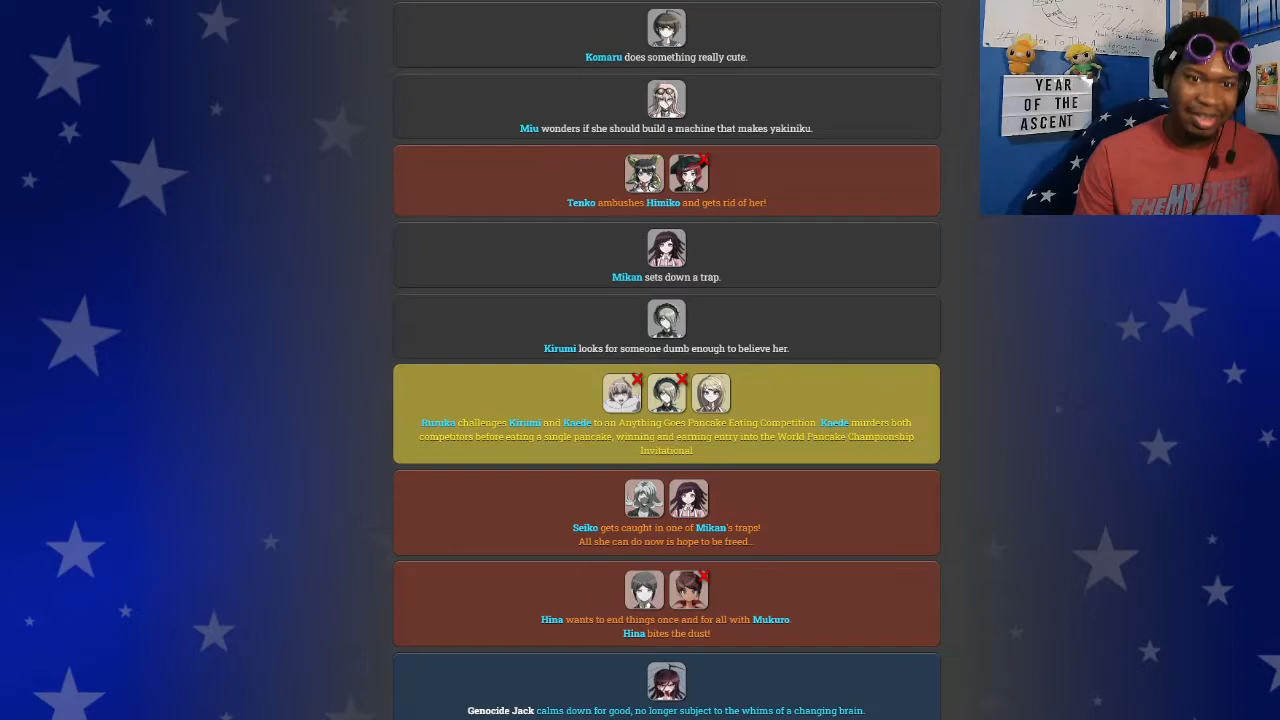 Komaru does something really cute.
Miu wonders if she should build a machine that makes yakiniku.
Tenko ambushes Himiko and gets rid of her!
Mikan sets down a trap.
Kirumi looks for someone dumb enough to believe her.
Ruruka challenges Kirumi and Kaede to an Anything Goes Pancake Eating Competition. Kaede murders both
competitors before eating a single pancake, winning and earning entry into the World Pancake Championship
Invitational
Seiko gets caught in one of Mikan's traps!
All she can do now is hope to be freed...
Hina wants to end things once and for all with Mukuro.
Hina bites the dust!
Genocide Jack calms down for good, no longer subject to the whims of a changing brain.
YEAR
OF THE
ASCENT
THE MYSTERY
MACHINE